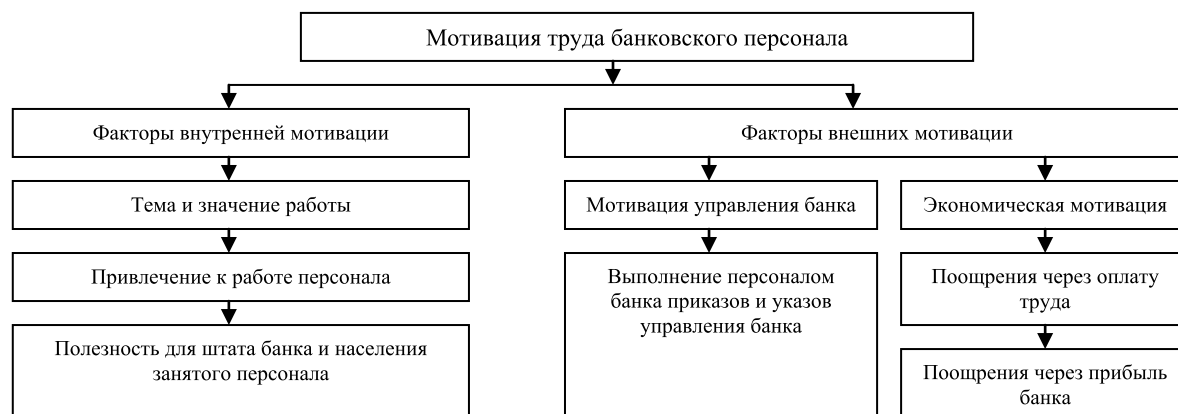 Мотивация труда банковского персонала
Факторы внутренней мотивации
Факторы внешних мотивации
Тема и значение работы
Мотивация управления банка
Экономическая мотивация
Привлечение к работе персонала
Выполнение персоналом
банка приказов и указов
управления банка
Поощрения через оплату
труда
Полезность для штата банка и населения
занятого персонала
Поощрения через прибыль
банка